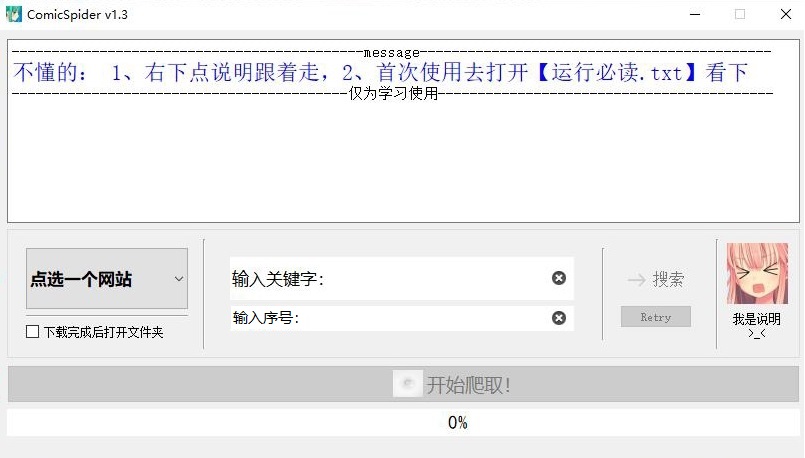 ComicSpider v1.3
message
不懂的： 1、右下点说明跟着走，2、首次使用去打开【运行必读.txt】看下
仅为学习使用
点选一个网站
输入关键字：
搜索
下载完成后打开文件夹
输入序号：
Retry
我是说明
>_<
开始爬取！
0%